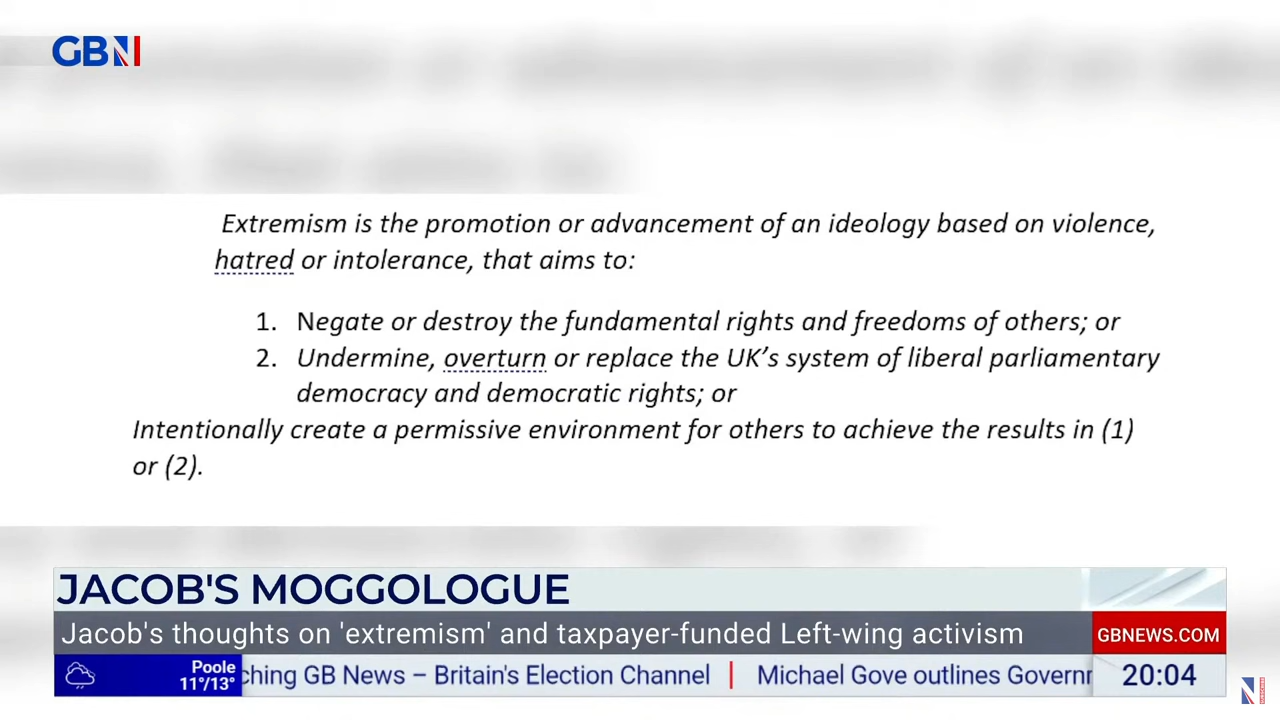 GBN
Extremism is the promotion or advancement of an ideology based on violence,
hatred or intolerance, that aims to:
1. Negate or destroy the fundamental rights and freedoms of others; or
2. Undermine, overturn or replace the UK’s system of liberal parliamentary
democracy and democratic rights; or
Intentionally create a permissive environment for others to achieve the results in (1)
or (2).
JACOB'S MOGGOLOGUE
Jacob's thoughts on 'extremism' and taxpayer-funded Left-wing activism
GBNEWS.COM
Poole
11°/13°
ching GB News – Britain's Election Channel | Michael Gove outlines Governm
20:04
N
SUBSCRIBE